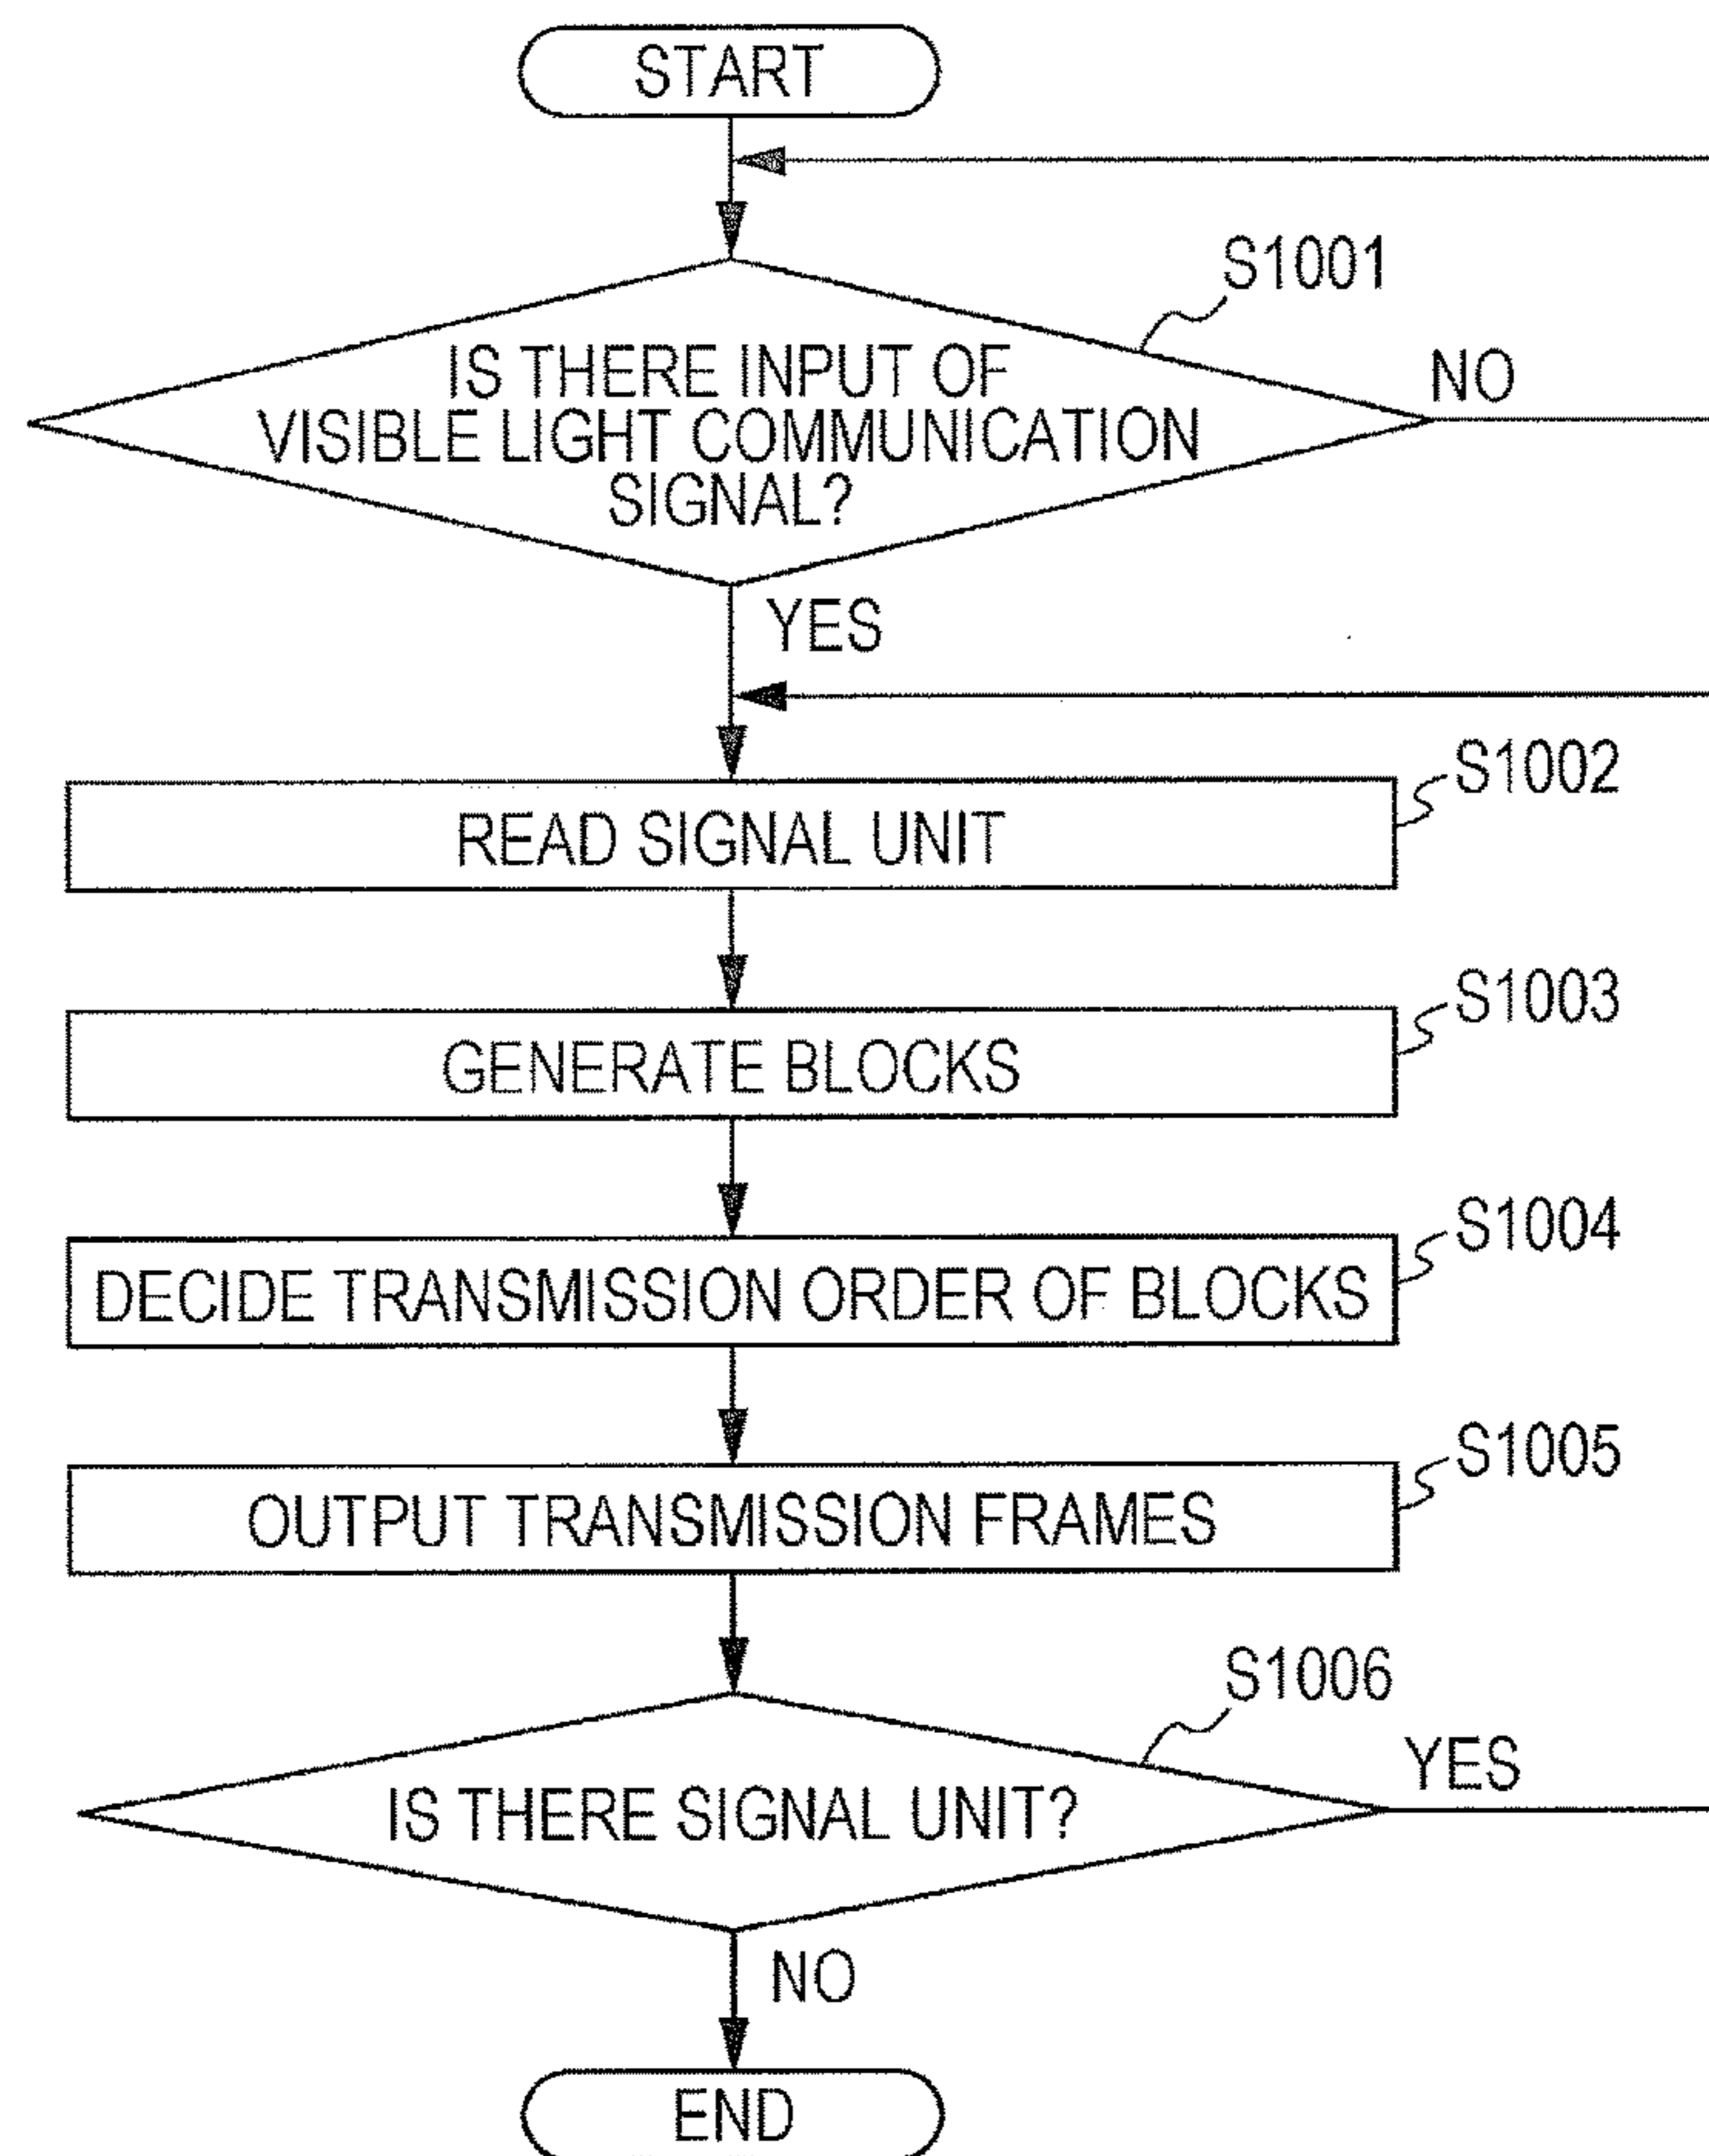 START
S1001
IS THERE INPUT OF
VISIBLE LIGHT COMMUNICATION
SIGNAL?
NO
YES
S1002
READ SIGNAL UNIT
S1003
GENERATE BLOCKS
S1004
DECIDE TRANSMISSION ORDER OF BLOCKS
S1005
OUTPUT TRANSMISSION FRAMES
S1006
IS THERE SIGNAL UNIT?
YES
NO
END